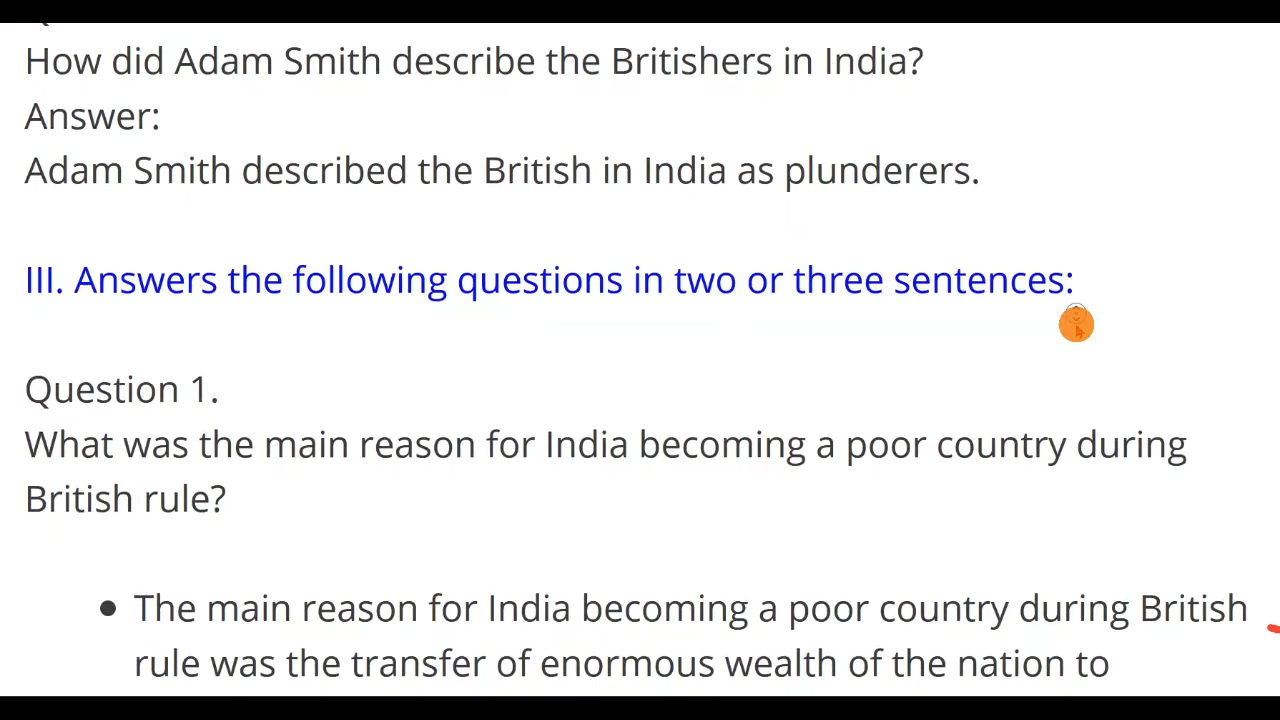 How did Adam Smith describe the Britishers in India?
Answer:
Adam Smith described the British in India as plunderers.
III. Answers the following questions in two or three sentences:
Question 1.
What was the main reason for India becoming a poor country during
British rule?
• The main reason for India becoming a poor country during British
rule was the transfer of enormous wealth of the nation to